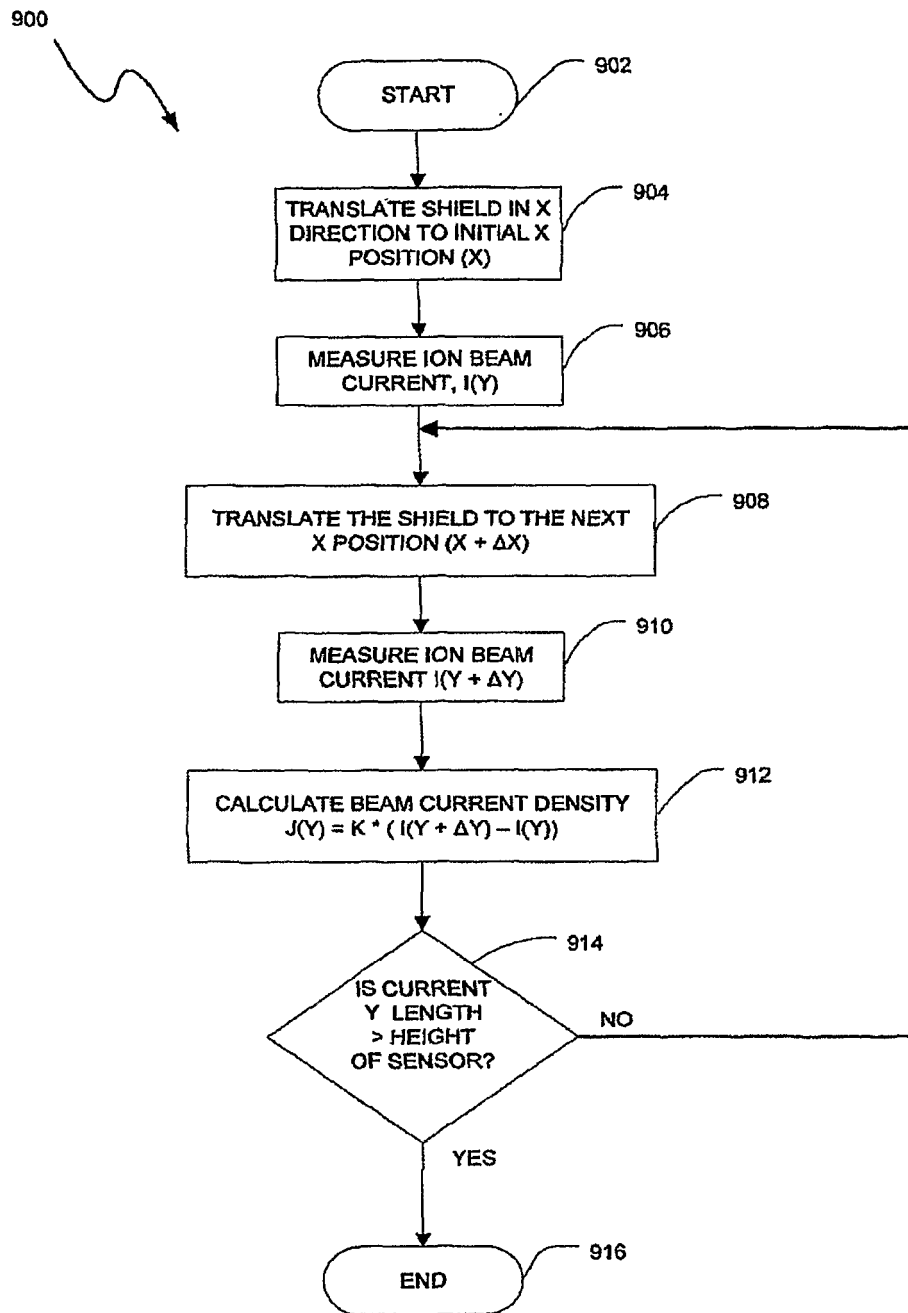 900
START
902
TRANSLATE SHIELD IN X
DIRECTION TO INITIAL X
POSITION (X)
904
MEASURE ION BEAM
CURRENT, I(Y)
906
TRANSLATE THE SHIELD TO THE NEXT
X POSITION (X + ΔX)
908
MEASURE ION BEAM
CURRENT I(Y + ΔY)
910
CALCULATE BEAM CURRENT DENSITY
J(Y) = K * ( I(Y + ΔY) – I(Y))
912
IS CURRENT
Y LENGTH
> HEIGHT
OF SENSOR?
914
NO
YES
END
916